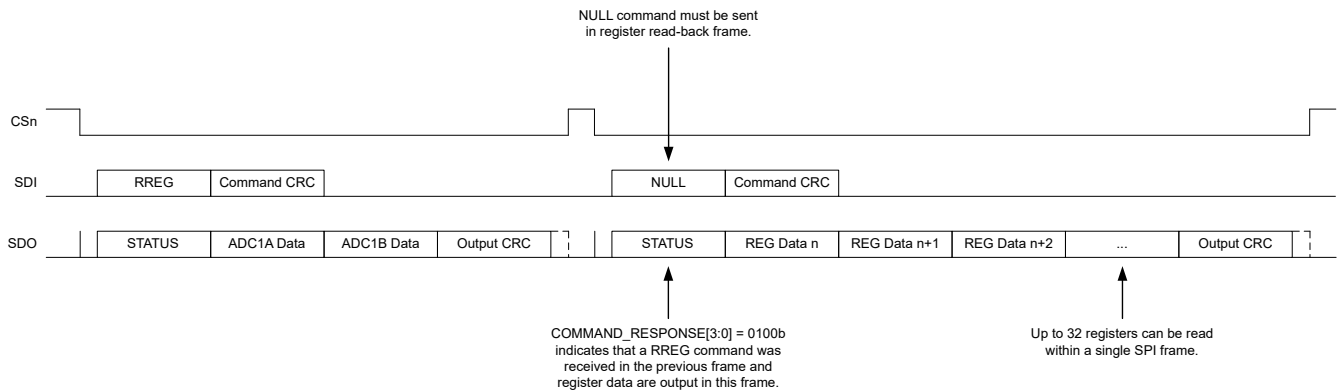 NULL command must be sent
in register read-back frame.
CSn
SDI
RREG
Command CRC
NULL
Command CRC
SDO
STATUS
ADC1A Data
ADC1B Data
Output CRC
STATUS
REG Data n
REG Data n+1
REG Data n+2
...
Output CRC
COMMAND_RESPONSE[3:0] = 0100b
indicates that a RREG command was
received in the previous frame and
register data are output in this frame.
Up to 32 registers can be read
within a single SPI frame.